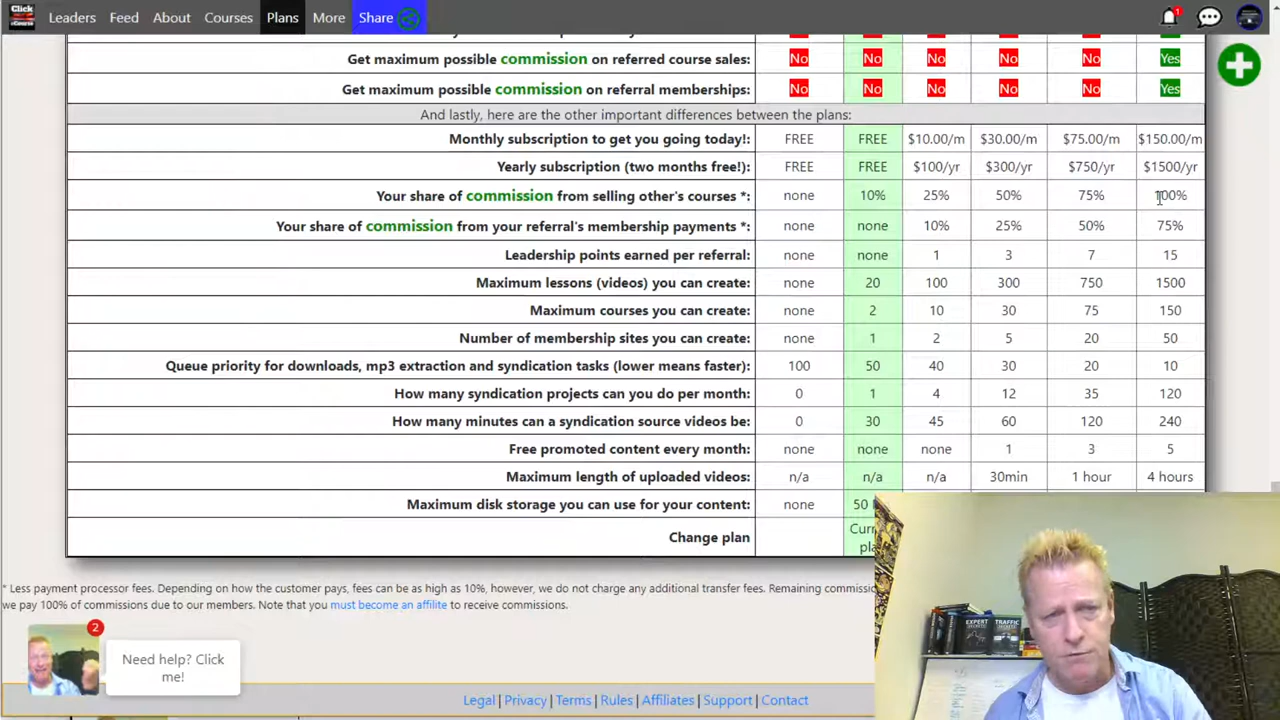 Click
Course
Leaders Feed About Courses Plans More Share
1
Get maximum possible commission on referred course sales: No No No No No Yes
Get maximum possible commission on referral memberships: No No No No No Yes
And lastly, here are the other important differences between the plans:
Monthly subscription to get you going today!: FREE FREE $10.00/m $30.00/m $75.00/m $150.00/m
Yearly subscription (two months free!): FREE FREE $100/yr $300/yr $750/yr $1500/yr
Your share of commission from selling other's courses *: none 10% 25% 50% 75% 100%
Your share of commission from your referral's membership payments *: none none 10% 25% 50% 75%
Leadership points earned per referral: none none 1 3 7 15
Maximum lessons (videos) you can create: none 20 100 300 750 1500
Maximum courses you can create: none 2 10 30 75 150
Number of membership sites you can create: none 1 2 5 20 50
Queue priority for downloads, mp3 extraction and syndication tasks (lower means faster): 100 50 40 30 20 10
How many syndication projects can you do per month: 0 1 4 12 35 120
How many minutes can a syndication source videos be: 0 30 45 60 120 240
Free promoted content every month: none none none 1 3 5
Maximum length of uploaded videos: n/a n/a n/a 30min 1 hour 4 hours
Maximum disk storage you can use for your content: none 50
Change plan
* Less payment processor fees. Depending on how the customer pays, fees can be as high as 10%, however, we do not charge any additional transfer fees. Remaining
we pay 100% of commissions due to our members. Note that you must become an affilite to receive commissions.
2
Need help? Click
me!
EXPERT
SECRETS
TRAFFIC
SECRETS
Legal | Privacy | Terms | Rules | Affiliates | Support | Contact